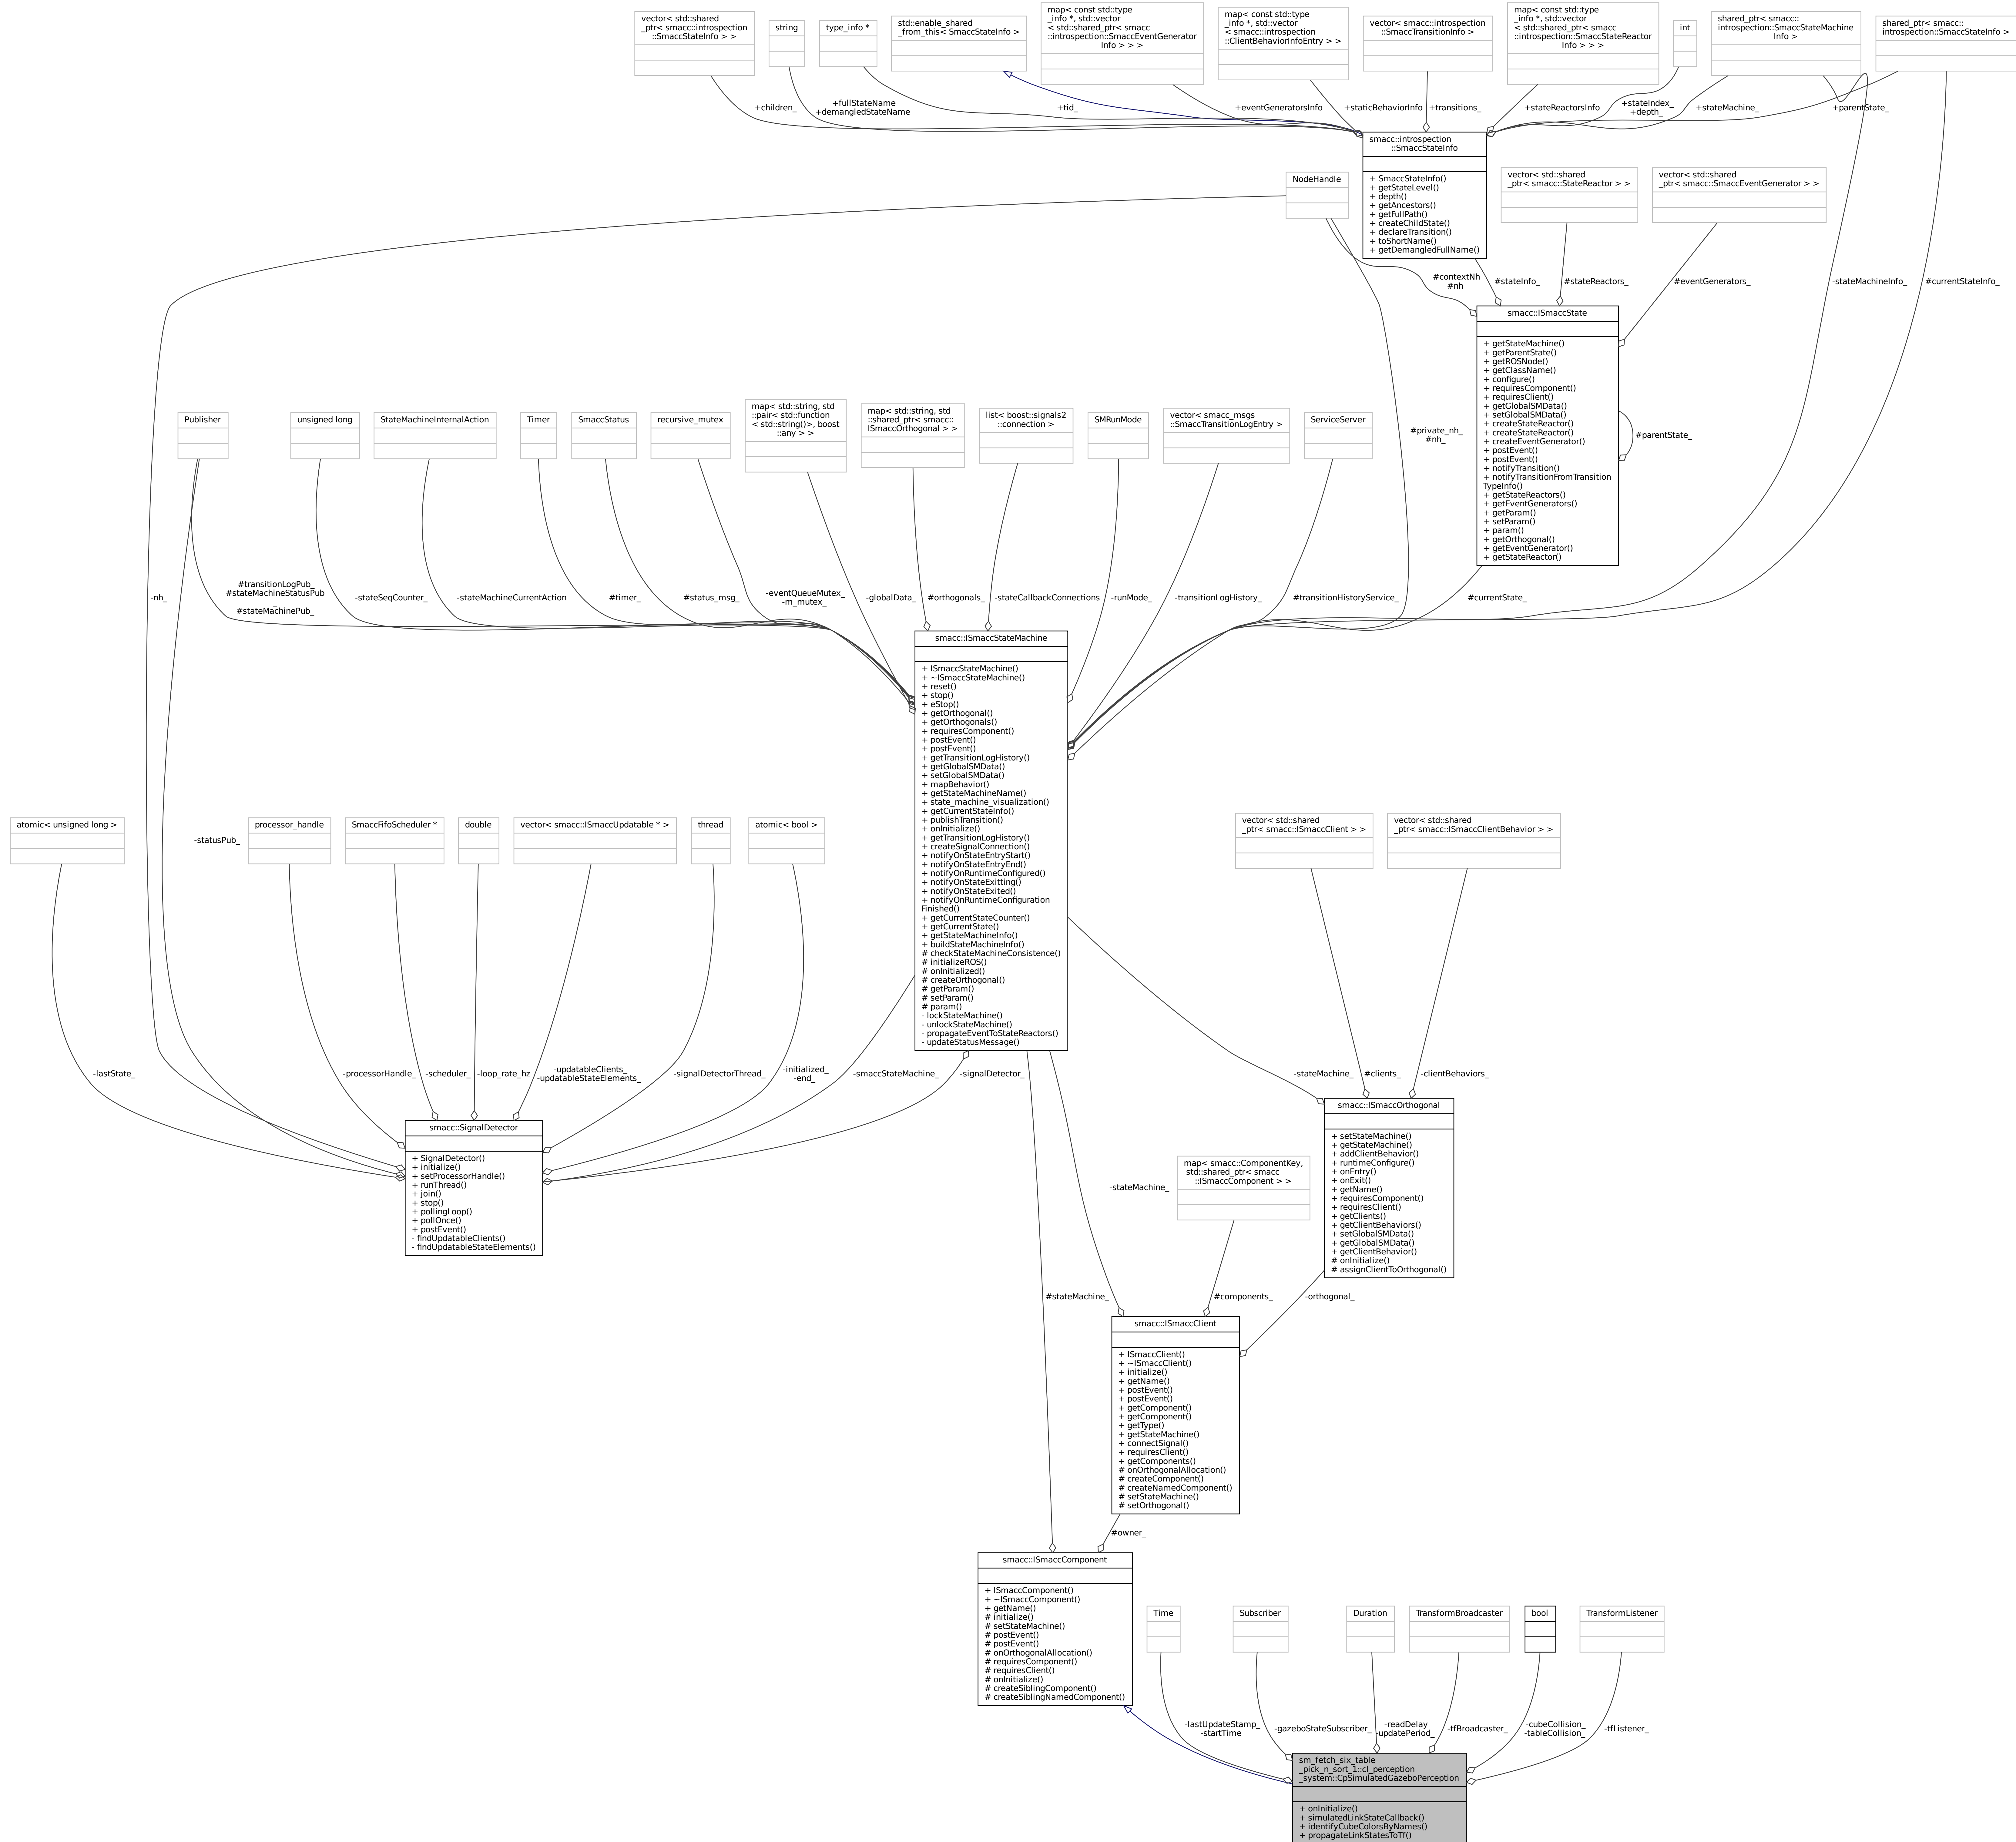 vector< std::shared
_ptr< smacc::introspection
::SmaccStateInfo > >
string
type_info *
std::enable_shared
_from_this< SmaccStateInfo >
map< const std::type
_info *, std::vector
< std::shared_ptr< smacc
::introspection::SmaccEventGenerator
Info > > >
map< const std::type
_info *, std::vector
< smacc::introspection
::ClientBehaviorInfoEntry > >
vector< smacc::introspection
::SmaccTransitionInfo >
map< const std::type
_info *, std::vector
< std::shared_ptr< smacc
::introspection::SmaccStateReactor
Info > > >
int
shared_ptr< smacc::
introspection::SmaccStateMachine
Info >
shared_ptr< smacc::
introspection::SmaccStateInfo >
+children_
+fullStateName
+demangledStateName
+tid_
+eventGeneratorsInfo
+staticBehaviorInfo
+transitions_
+stateReactorsInfo
+stateIndex_
+depth_
+stateMachine_
+parentState_
smacc::introspection
::SmaccStateInfo
+ SmaccStateInfo()
+ getStateLevel()
+ depth()
+ getAncestors()
+ getFullPath()
+ createChildState()
+ declareTransition()
+ toShortName()
+ getDemangledFullName()
NodeHandle
vector< std::shared
_ptr< smacc::StateReactor > >
vector< std::shared
_ptr< smacc::SmaccEventGenerator > >
#contextNh
#nh
#stateInfo_
#stateReactors_
#eventGenerators_
-stateMachineInfo_
#currentStateInfo_
smacc::ISmaccState
+ getStateMachine()
+ getParentState()
+ getROSNode()
+ getClassName()
+ configure()
+ requiresComponent()
+ requiresClient()
+ getGlobalSMData()
+ setGlobalSMData()
+ createStateReactor()
+ createStateReactor()
+ createEventGenerator()
+ postEvent()
+ postEvent()
+ notifyTransition()
+ notifyTransitionFromTransition
TypeInfo()
+ getStateReactors()
+ getEventGenerators()
+ getParam()
+ setParam()
+ param()
+ getOrthogonal()
+ getEventGenerator()
+ getStateReactor()
#parentState_
Publisher
unsigned long
StateMachineInternalAction
Timer
SmaccStatus
recursive_mutex
map< std::string, std
::pair< std::function
< std::string()>, boost
::any > >
map< std::string, std
::shared_ptr< smacc::
ISmaccOrthogonal > >
list< boost::signals2
::connection >
SMRunMode
vector< smacc_msgs
::SmaccTransitionLogEntry >
ServiceServer
#private_nh_
#nh_
-nh_
#transitionLogPub_
#stateMachineStatusPub
_
#stateMachinePub_
-stateSeqCounter_
-stateMachineCurrentAction
#timer_
#status_msg_
-eventQueueMutex_
-m_mutex_
-globalData_
#orthogonals_
-stateCallbackConnections
-runMode_
-transitionLogHistory_
#transitionHistoryService_
#currentState_
smacc::ISmaccStateMachine
+ ISmaccStateMachine()
+ ~ISmaccStateMachine()
+ reset()
+ stop()
+ eStop()
+ getOrthogonal()
+ getOrthogonals()
+ requiresComponent()
+ postEvent()
+ postEvent()
+ getTransitionLogHistory()
+ getGlobalSMData()
+ setGlobalSMData()
+ mapBehavior()
+ getStateMachineName()
+ state_machine_visualization()
+ getCurrentStateInfo()
+ publishTransition()
+ onInitialize()
+ getTransitionLogHistory()
+ createSignalConnection()
+ notifyOnStateEntryStart()
+ notifyOnStateEntryEnd()
+ notifyOnRuntimeConfigured()
+ notifyOnStateExitting()
+ notifyOnStateExited()
+ notifyOnRuntimeConfiguration
Finished()
+ getCurrentStateCounter()
+ getCurrentState()
+ getStateMachineInfo()
+ buildStateMachineInfo()
# checkStateMachineConsistence()
# initializeROS()
# onInitialized()
# createOrthogonal()
# getParam()
# setParam()
# param()
- lockStateMachine()
- unlockStateMachine()
- propagateEventToStateReactors()
- updateStatusMessage()
atomic< unsigned long >
-statusPub_
processor_handle
SmaccFifoScheduler *
double
vector< smacc::ISmaccUpdatable * >
thread
atomic< bool >
vector< std::shared
_ptr< smacc::ISmaccClient > >
vector< std::shared
_ptr< smacc::ISmaccClientBehavior > >
-lastState_
-processorHandle_
-scheduler_
-loop_rate_hz
-updatableClients_
-updatableStateElements_
-signalDetectorThread_
-initialized_
-end_
-smaccStateMachine_
-signalDetector_
-stateMachine_
#clients_
-clientBehaviors_
smacc::SignalDetector
+ SignalDetector()
+ initialize()
+ setProcessorHandle()
+ runThread()
+ join()
+ stop()
+ pollingLoop()
+ pollOnce()
+ postEvent()
- findUpdatableClients()
- findUpdatableStateElements()
smacc::ISmaccOrthogonal
+ setStateMachine()
+ getStateMachine()
+ addClientBehavior()
+ runtimeConfigure()
+ onEntry()
+ onExit()
+ getName()
+ requiresComponent()
+ requiresClient()
+ getClients()
+ getClientBehaviors()
+ setGlobalSMData()
+ getGlobalSMData()
+ getClientBehavior()
# onInitialize()
# assignClientToOrthogonal()
map< smacc::ComponentKey,
std::shared_ptr< smacc
::ISmaccComponent > >
-stateMachine_
#stateMachine_
#components_
-orthogonal_
smacc::ISmaccClient
+ ISmaccClient()
+ ~ISmaccClient()
+ initialize()
+ getName()
+ postEvent()
+ postEvent()
+ getComponent()
+ getComponent()
+ getType()
+ getStateMachine()
+ connectSignal()
+ requiresClient()
+ getComponents()
# onOrthogonalAllocation()
# createComponent()
# createNamedComponent()
# setStateMachine()
# setOrthogonal()
#owner_
smacc::ISmaccComponent
+ ISmaccComponent()
+ ~ISmaccComponent()
+ getName()
# initialize()
# setStateMachine()
# postEvent()
# postEvent()
# onOrthogonalAllocation()
# requiresComponent()
# requiresClient()
# onInitialize()
# createSiblingComponent()
# createSiblingNamedComponent()
Time
Subscriber
Duration
TransformBroadcaster
bool
TransformListener
-lastUpdateStamp_
-startTime
-gazeboStateSubscriber_
-readDelay
-updatePeriod_
-tfBroadcaster_
-cubeCollision_
-tableCollision_
-tfListener_
sm_fetch_six_table
_pick_n_sort_1::cl_perception
_system::CpSimulatedGazeboPerception
+ onInitialize()
+ simulatedLinkStateCallback()
+ identifyCubeColorsByNames()
+ propagateLinkStatesToTf()